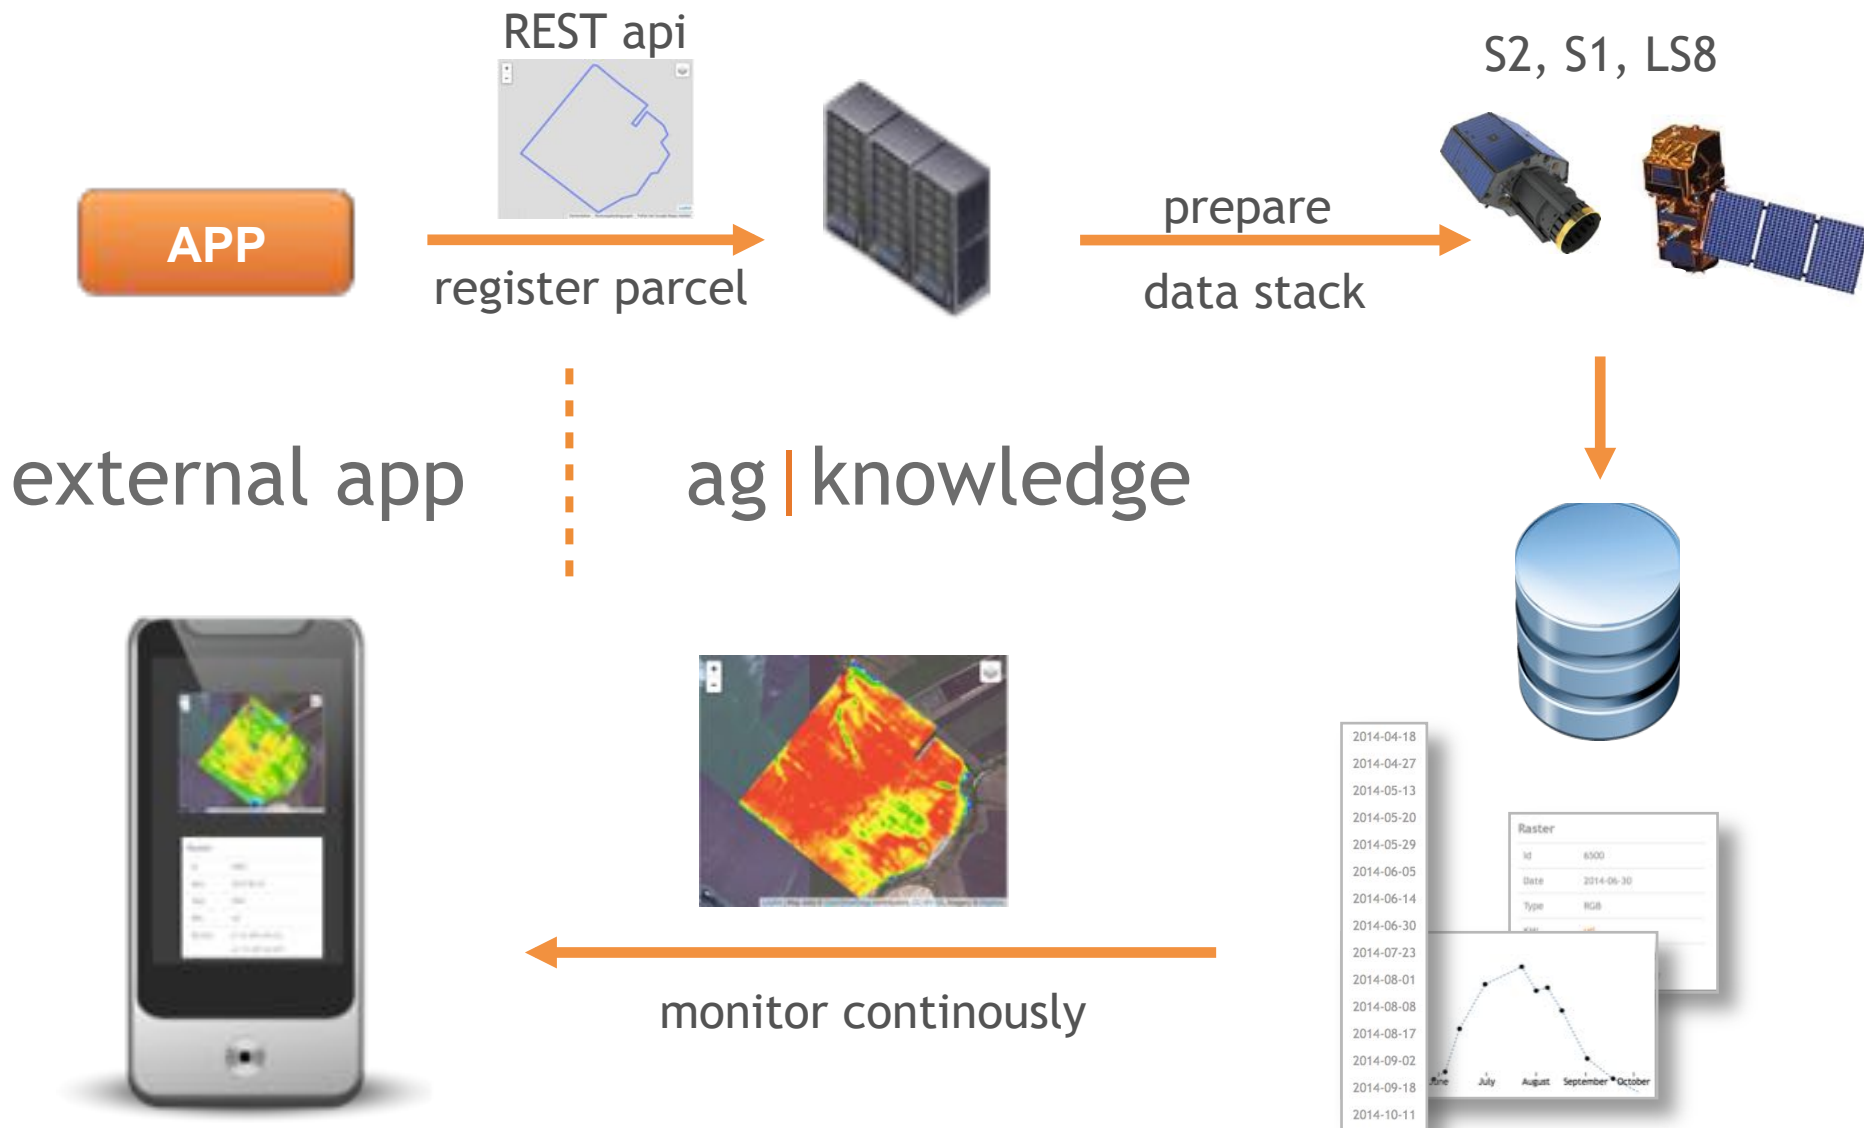 REST api
S2, S1, LS8
APP
register parcel
prepare
data stack
external app
ag|knowledge
2014-04-18
2014-04-27
2014-05-13
2014-05-20
2014-05-29
2014-06-05
2014-06-14
2014-06-30
2014-07-23
2014-08-01
2014-08-08
2014-08-17
2014-09-02
2014-09-18
2014-10-11
Raster
Id 6500
Date 2014-06-30
Type RGB
June July August September October
monitor continously